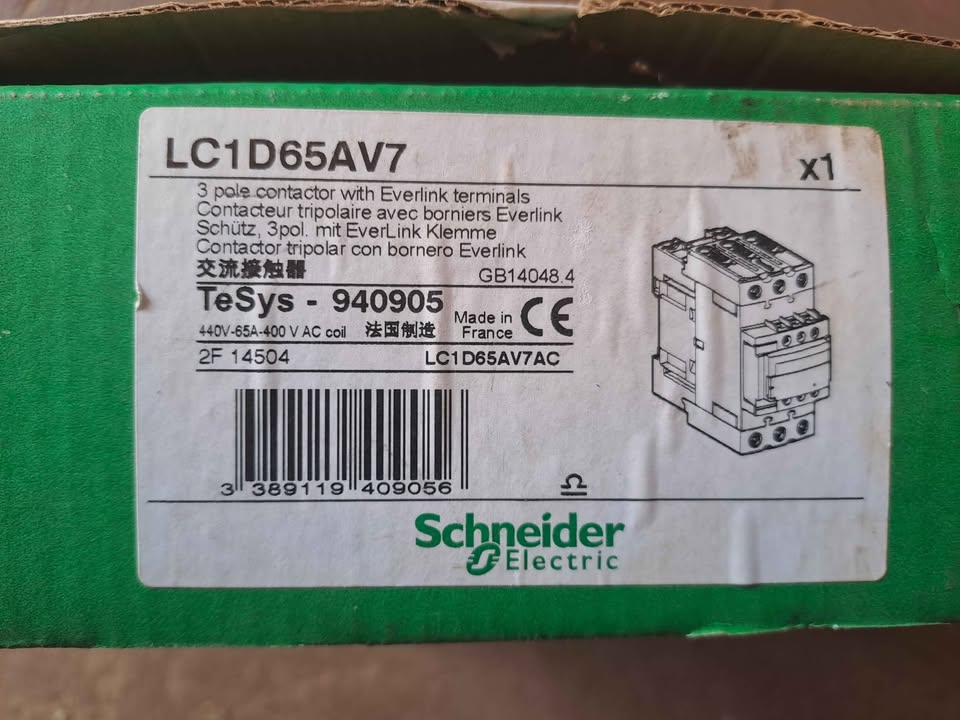 LC1D65AV7
x1
3 pole contactor with Everlink terminals
Contacteur tripolaire avec borniers Everlink
Schütz, 3pol. mit EverLink Klemme
Contactor tripolar con bornero Everlink
交流接触器 GB14048.4
TeSys - 940905
440V-65A-400 V AC coil 法国制造 Made in France CE
2F 14504 LC1D65AV7AC
3 389119 409056
Schneider
Electric